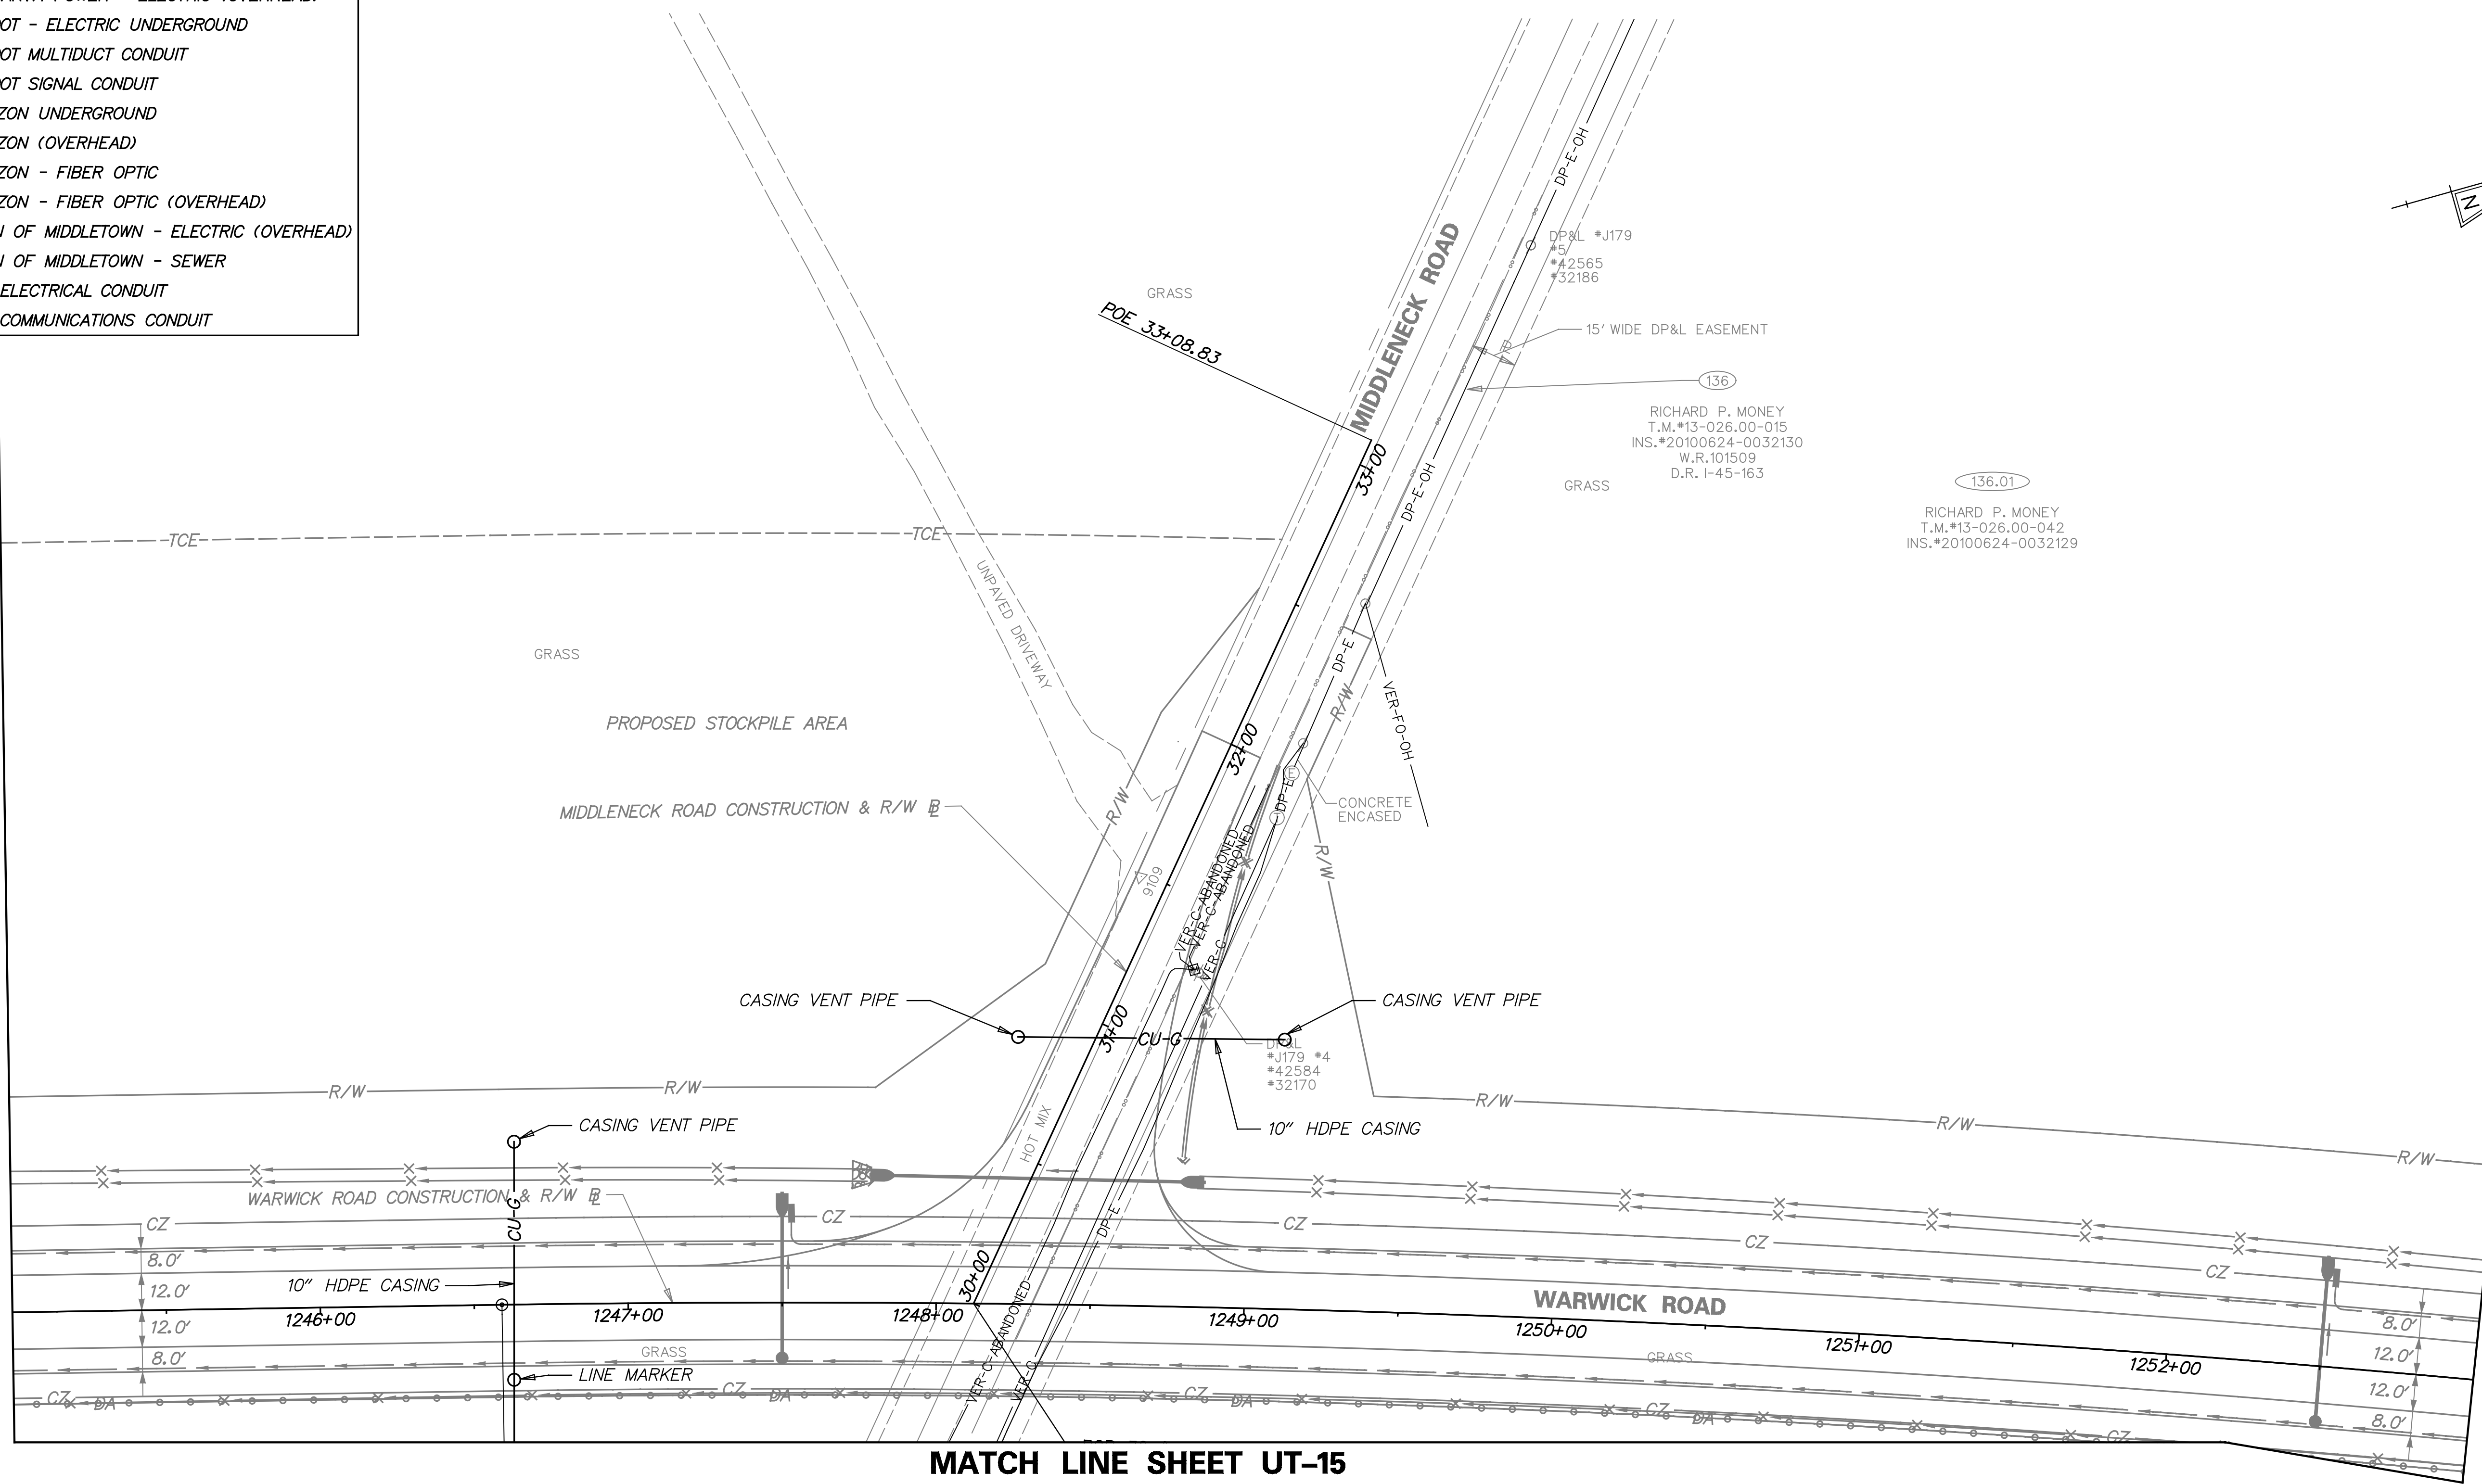 OT - ELECTRIC UNDERGROUND
OT MULTIDUCT CONDUIT
OT SIGNAL CONDUIT
ZON UNDERGROUND
ZON (OVERHEAD)
ZON - FIBER OPTIC
ZON - FIBER OPTIC (OVERHEAD)
N OF MIDDLETOWN - ELECTRIC (OVERHEAD)
N OF MIDDLETOWN - SEWER
ELECTRICAL CONDUIT
COMMUNICATIONS CONDUIT
N
DP-E-OH
MIDDLENECK ROAD
DP&L #J179
#5
#42565
#32186
GRASS
POE 33+08.83
15' WIDE DP&L EASEMENT
136
RICHARD P. MONEY
T.M.#13-026.00-015
INS.#20100624-0032130
W.R.101509
D.R. I-45-163
GRASS
136.01
RICHARD P. MONEY
T.M.#13-026.00-042
INS.#20100624-0032129
33+00
DP-E-OH
TCE
TCE
UNPAVED DRIVEWAY
GRASS
DP-E
R/W
VER-FO-OH
PROPOSED STOCKPILE AREA
32+00
E
DP-E
T
CONCRETE
ENCASED
R/W
MIDDLENECK ROAD CONSTRUCTION & R/W BL
R/W
9109
VER-C-ABANDONED
VER-C-ABANDONED
VER-C
CASING VENT PIPE
CASING VENT PIPE
31+00
CU-G
DP&L
#J179 #4
#42584
#32170
R/W
R/W
R/W
R/W
R/W
CASING VENT PIPE
HOT MIX
10" HDPE CASING
WARWICK ROAD CONSTRUCTION & R/W BL
CU-G
CZ
CZ
CZ
CZ
CZ
DP-E
8.0'
12.0'
12.0'
8.0'
10" HDPE CASING
30+00
WARWICK ROAD
1246+00
1247+00
1248+00
1249+00
1250+00
1251+00
1252+00
8.0'
12.0'
12.0'
8.0'
GRASS
GRASS
VER-C-ABANDONED
VER-C
LINE MARKER
CZ
DA
CZ
DA
CZ
DA
CZ
DA
CZ
MATCH LINE SHEET UT-15